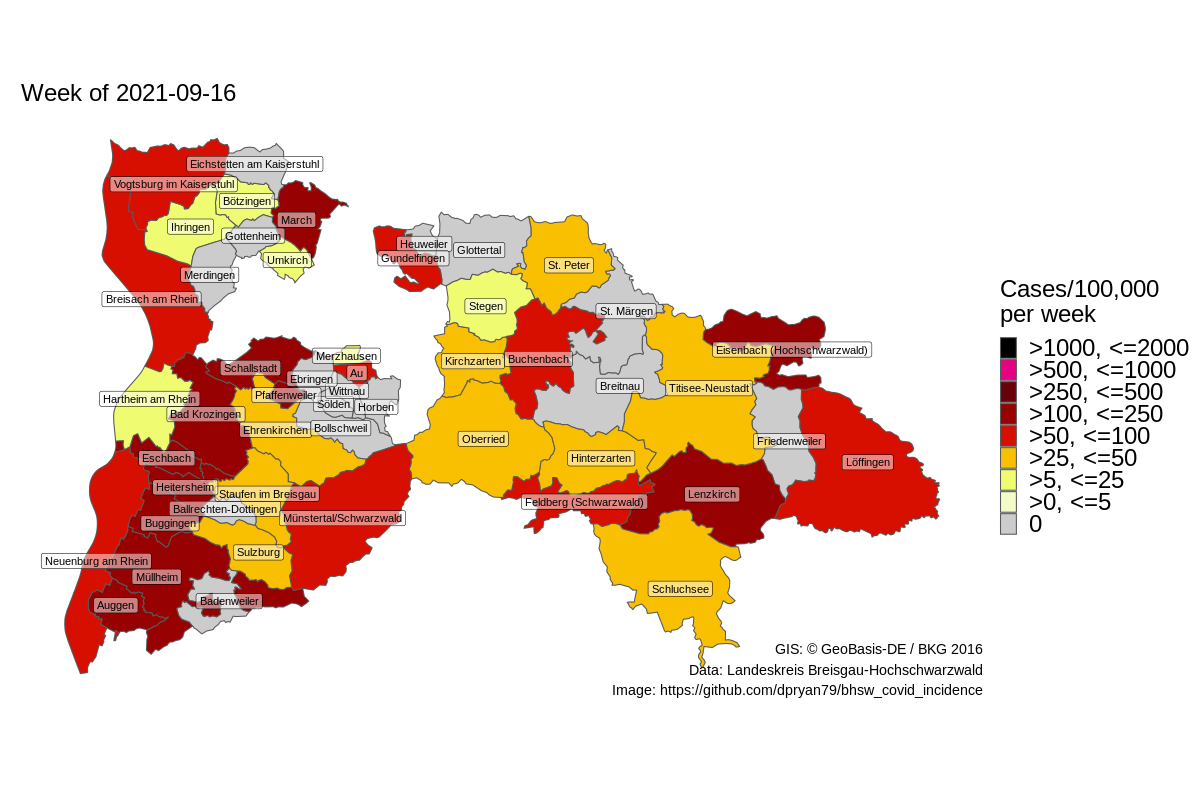 Week of 2021-09-16
Eichstetten am Kaiserstuhl
Vogtsburg im Kaiserstuhl
Bötzingen
March
Ihringen
Gottenheim
Umkirch
Merdingen
Breisach am Rhein
Heuweiler
Gundelfingen
Glottertal
St. Peter
Stegen
St. Märgen
Eisenbach (Hochschwarzwald)
Kirchzarten
Buchenbach
Breitnau
Titisee-Neustadt
Merzhausen
Schallstadt
Au
Ebringen
Wittnau
Pfaffenweiler
Sölden
Horben
Hartheim am Rhein
Bad Krozingen
Ehrenkirchen
Bollschweil
Oberried
Hinterzarten
Friedenweiler
Löffingen
Eschbach
Heitersheim
Staufen im Breisgau
Ballrechten-Dottingen
Buggingen
Münstertal/Schwarzwald
Feldberg (Schwarzwald)
Lenzkirch
Sulzburg
Neuenburg am Rhein
Müllheim
Auggen
Badenweiler
Schluchsee
Cases/100,000
per week
>1000, <=2000
>500, <=1000
>250, <=500
>100, <=250
>50, <=100
>25, <=50
>5, <=25
>0, <=5
0
GIS: © GeoBasis-DE / BKG 2016
Data: Landeskreis Breisgau-Hochschwarzwald
Image: https://github.com/dpryan79/bhsw_covid_incidence